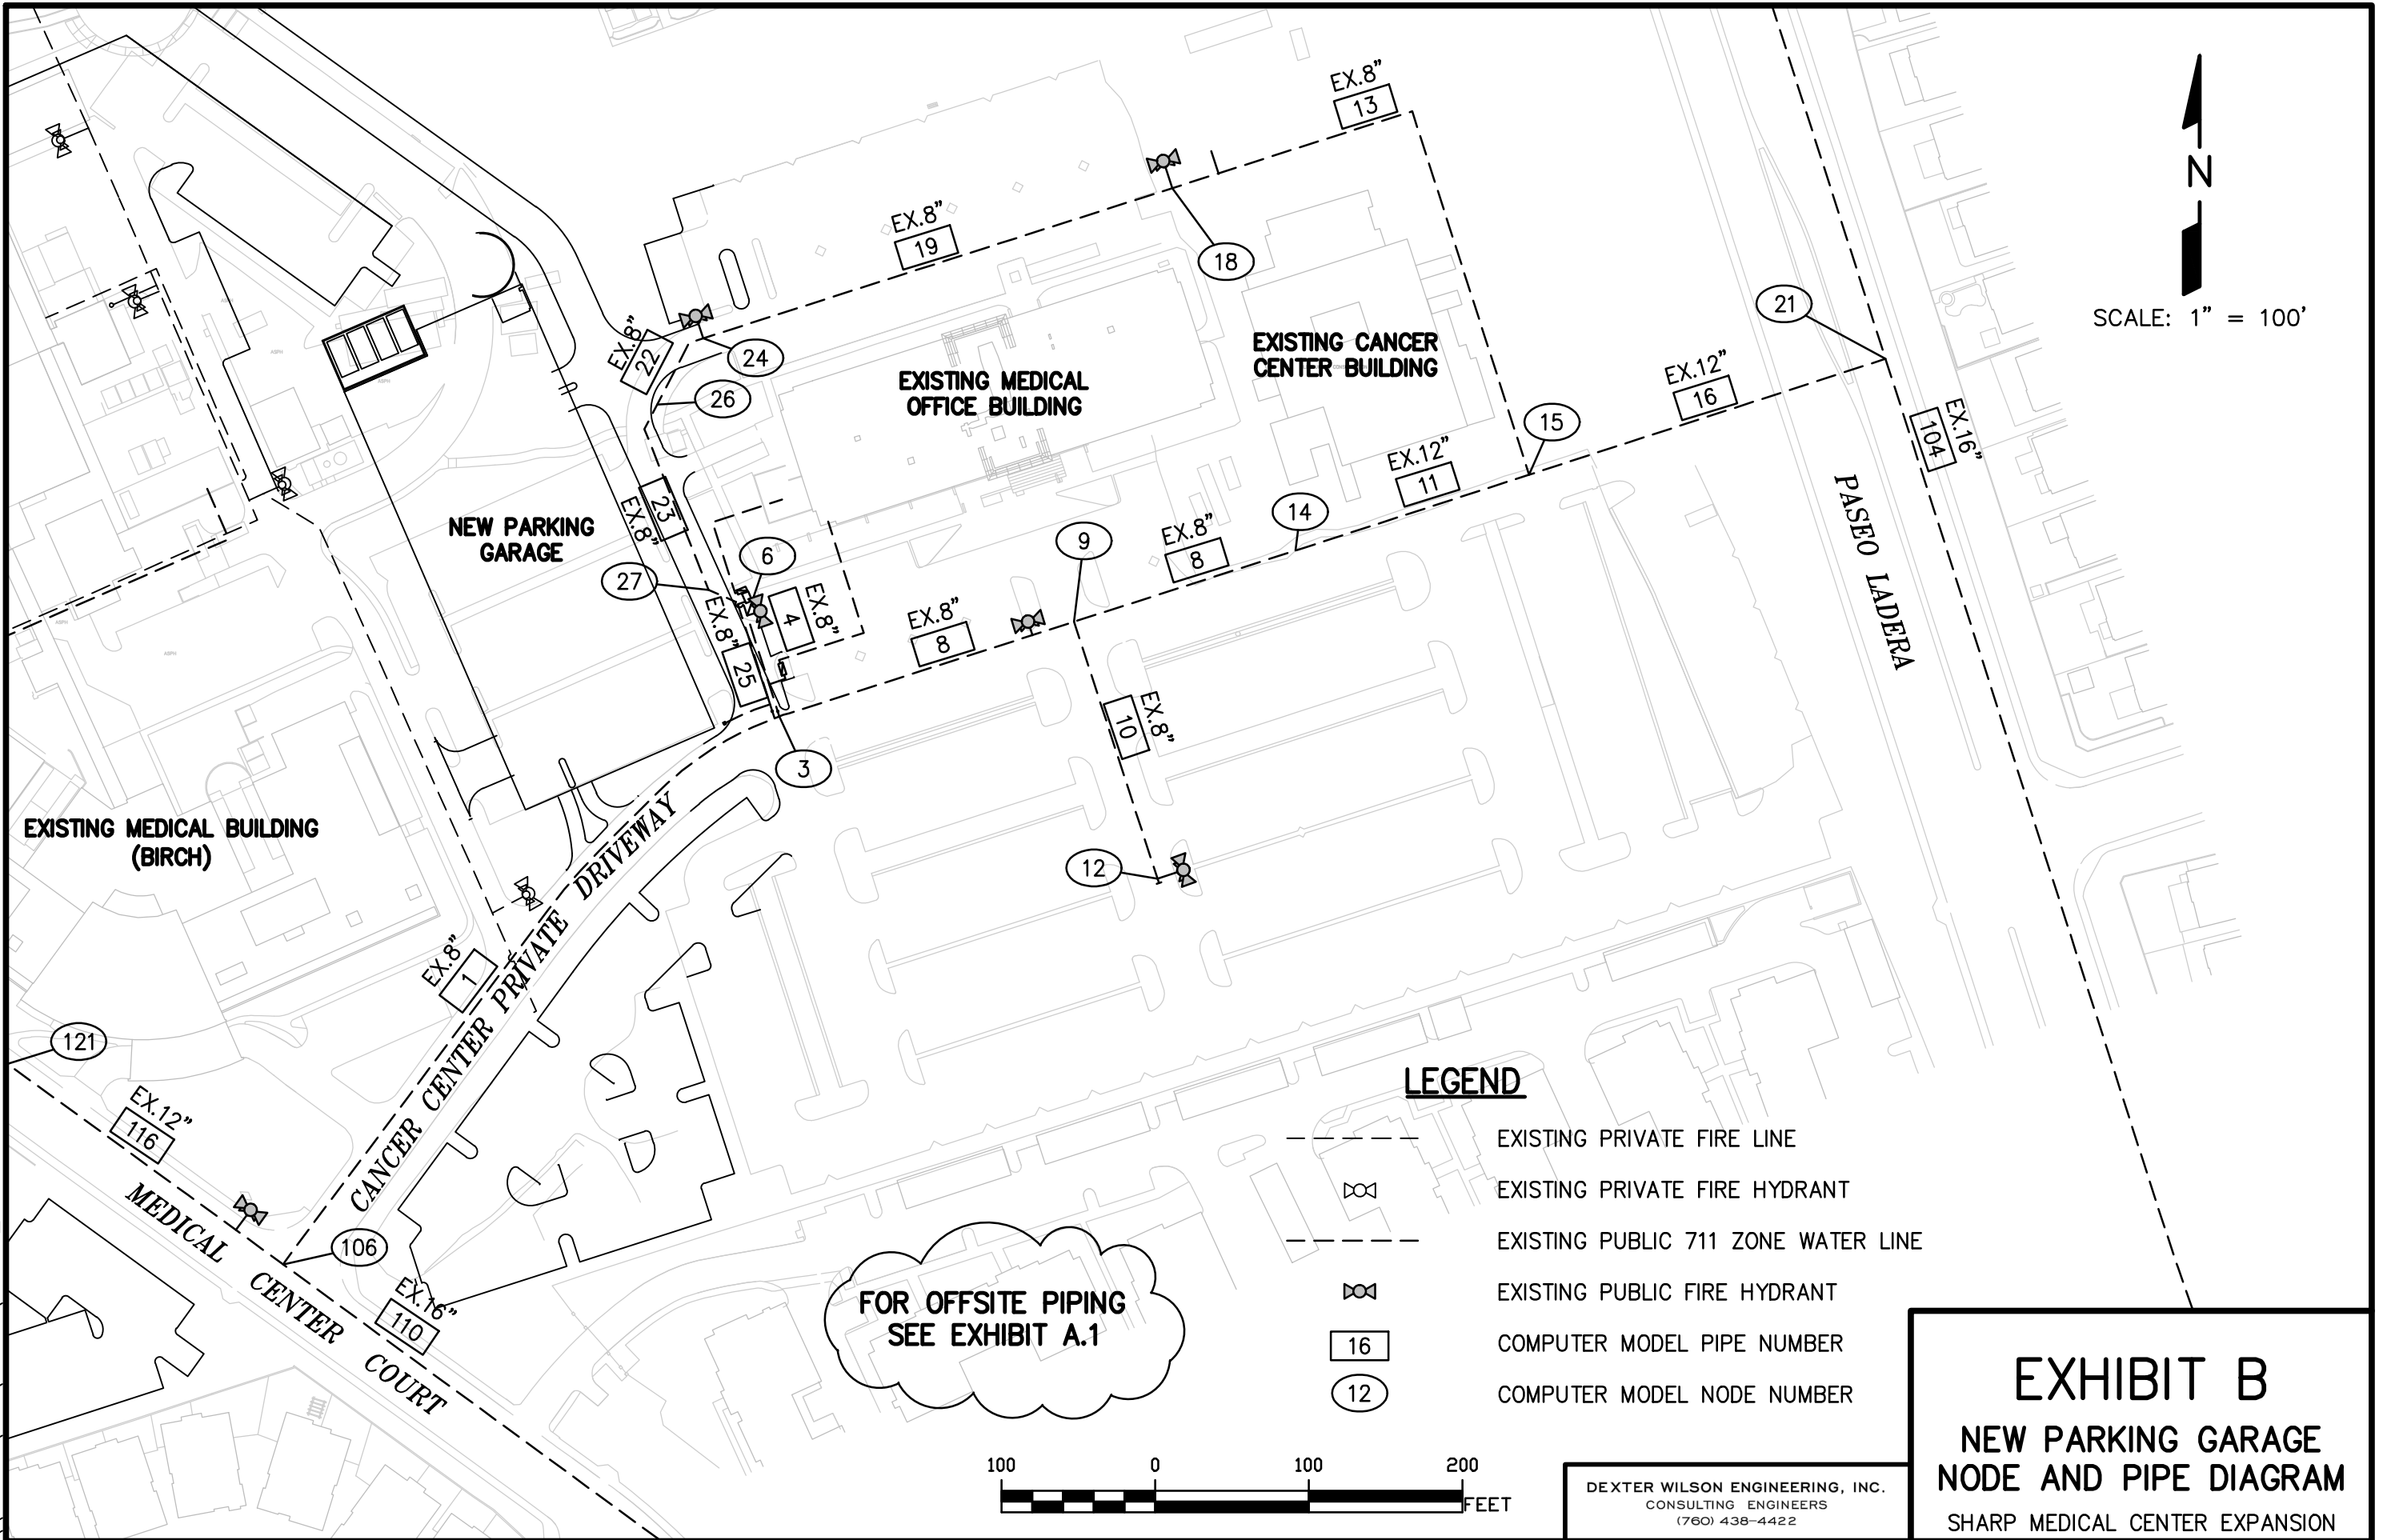 EX.8"
13
N
SCALE: 1" = 100'
EX.8"
19
18
21
EX.8"
22
24
26
EXISTING MEDICAL
OFFICE BUILDING
EXISTING CANCER
CENTER BUILDING
EX.12"
16
15
EX.16"
104
EX.12"
11
14
PASEO LADERA
EX.8"
23
NEW PARKING
GARAGE
6
27
9
EX.8"
8
EX.8"
4
EX.8"
25
EX.8"
8
EX.8"
10
3
12
EXISTING MEDICAL BUILDING
(BIRCH)
CANCER CENTER PRIVATE DRIVEWAY
EX.8"
1
121
EX.12"
116
106
EX.16"
110
MEDICAL CENTER COURT
FOR OFFSITE PIPING
SEE EXHIBIT A.1
LEGEND
EXISTING PRIVATE FIRE LINE
EXISTING PRIVATE FIRE HYDRANT
EXISTING PUBLIC 711 ZONE WATER LINE
EXISTING PUBLIC FIRE HYDRANT
16 COMPUTER MODEL PIPE NUMBER
12 COMPUTER MODEL NODE NUMBER
100 0 100 200
FEET
DEXTER WILSON ENGINEERING, INC.
CONSULTING ENGINEERS
(760) 438-4422
EXHIBIT B
NEW PARKING GARAGE
NODE AND PIPE DIAGRAM
SHARP MEDICAL CENTER EXPANSION